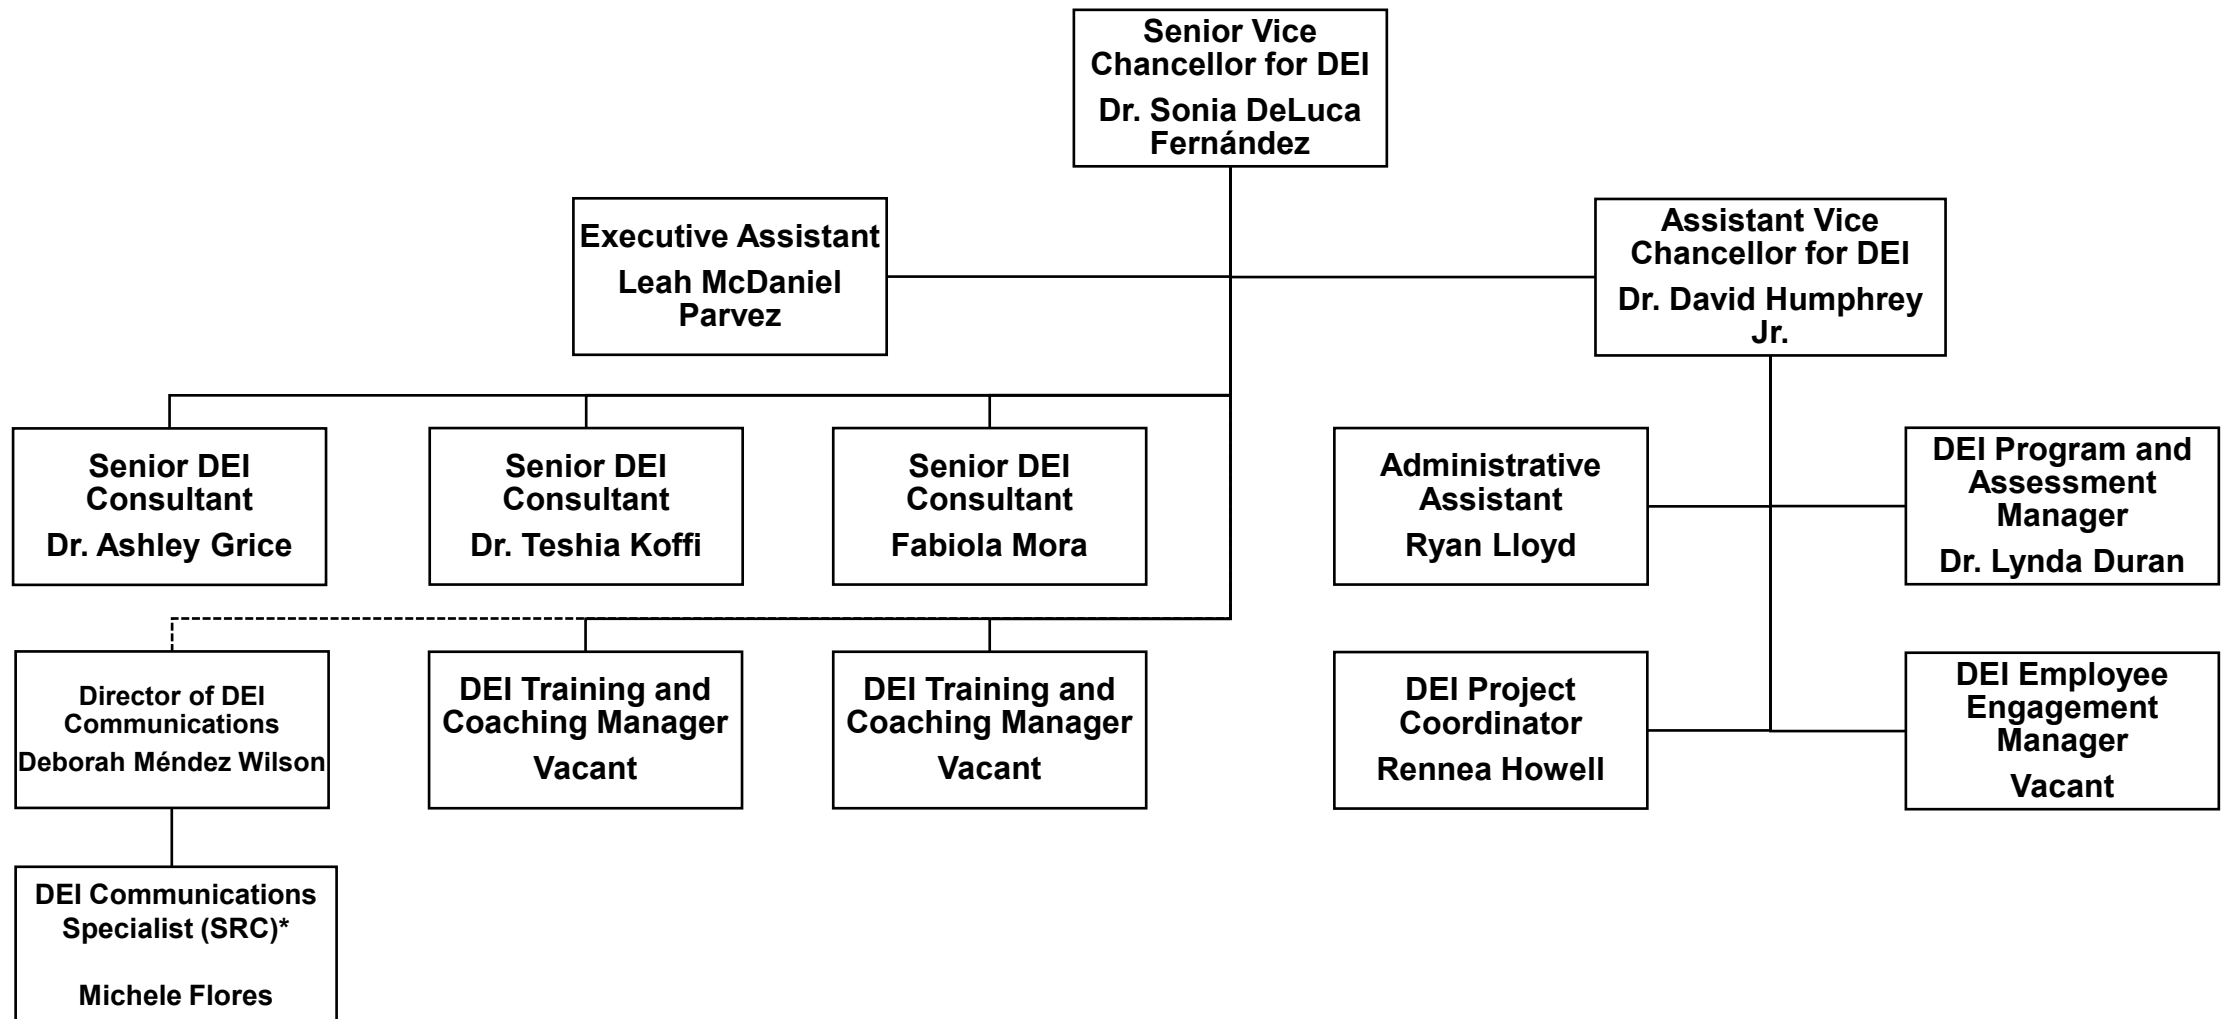 Senior Vice
Chancellor for DEI
Dr. Sonia DeLuca
Fernández
Executive Assistant
Leah McDaniel
Parvez
Assistant Vice
Chancellor for DEI
Dr. David Humphrey
Jr.
Senior DEI
Consultant
Dr. Ashley Grice
Senior DEI
Consultant
Dr. Teshia Koffi
Senior DEI
Consultant
Fabiola Mora
Administrative
Assistant
Ryan Lloyd
DEI Program and
Assessment
Manager
Dr. Lynda Duran
Director of DEI
Communications
Deborah Méndez Wilson
DEI Training and
Coaching Manager
Vacant
DEI Training and
Coaching Manager
Vacant
DEI Project
Coordinator
Rennea Howell
DEI Employee
Engagement
Manager
Vacant
DEI Communications
Specialist (SRC)*
Michele Flores